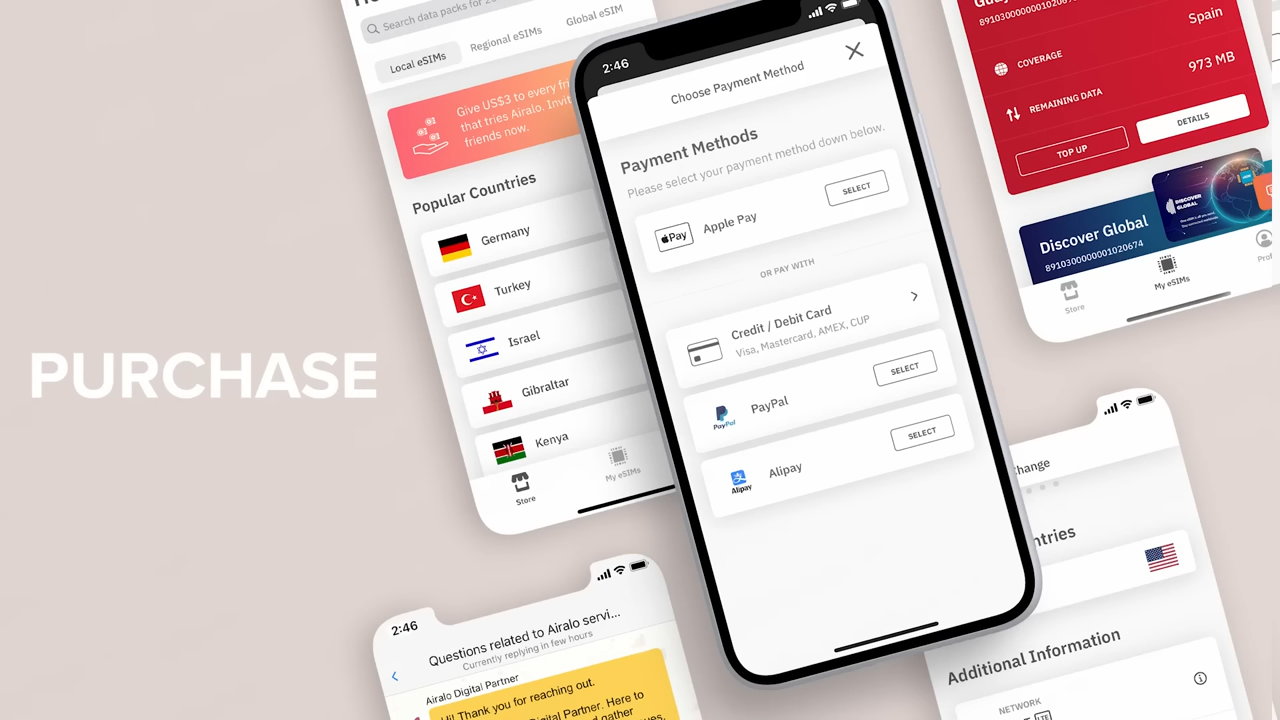 PURCHASE
Search data packs for
Local eSIMs
Regional eSIMs
Global eSIM
Give US$3 to every
that tries Airalo.
friends now.
Popular Countries
Germany
Turkey
Israel
Gibraltar
Kenya
Store
My eSIMs
2:46
Choose Payment Method
Payment Methods
Please select your payment method down below.
Pay
Apple Pay
SELECT
OR PAY WITH
Credit / Debit Card
Visa, Mastercard, AMEX, CUP
PayPal
PayPal
SELECT
Alipay
Alipay
SELECT
Spain
COVERAGE
973 MB
REMAINING DATA
TOP UP
DETAILS
Discover Global
8910300000001020674
DISCOVER
GLOBAL
Store
My eSIMs
2:46
Questions related to Airalo servi...
Currently replying in few hours
Airalo Digital Partner
Hi! Thank you for reaching out.
Digital Partner. Here to
gather
Additional Information
NETWORK
LTE